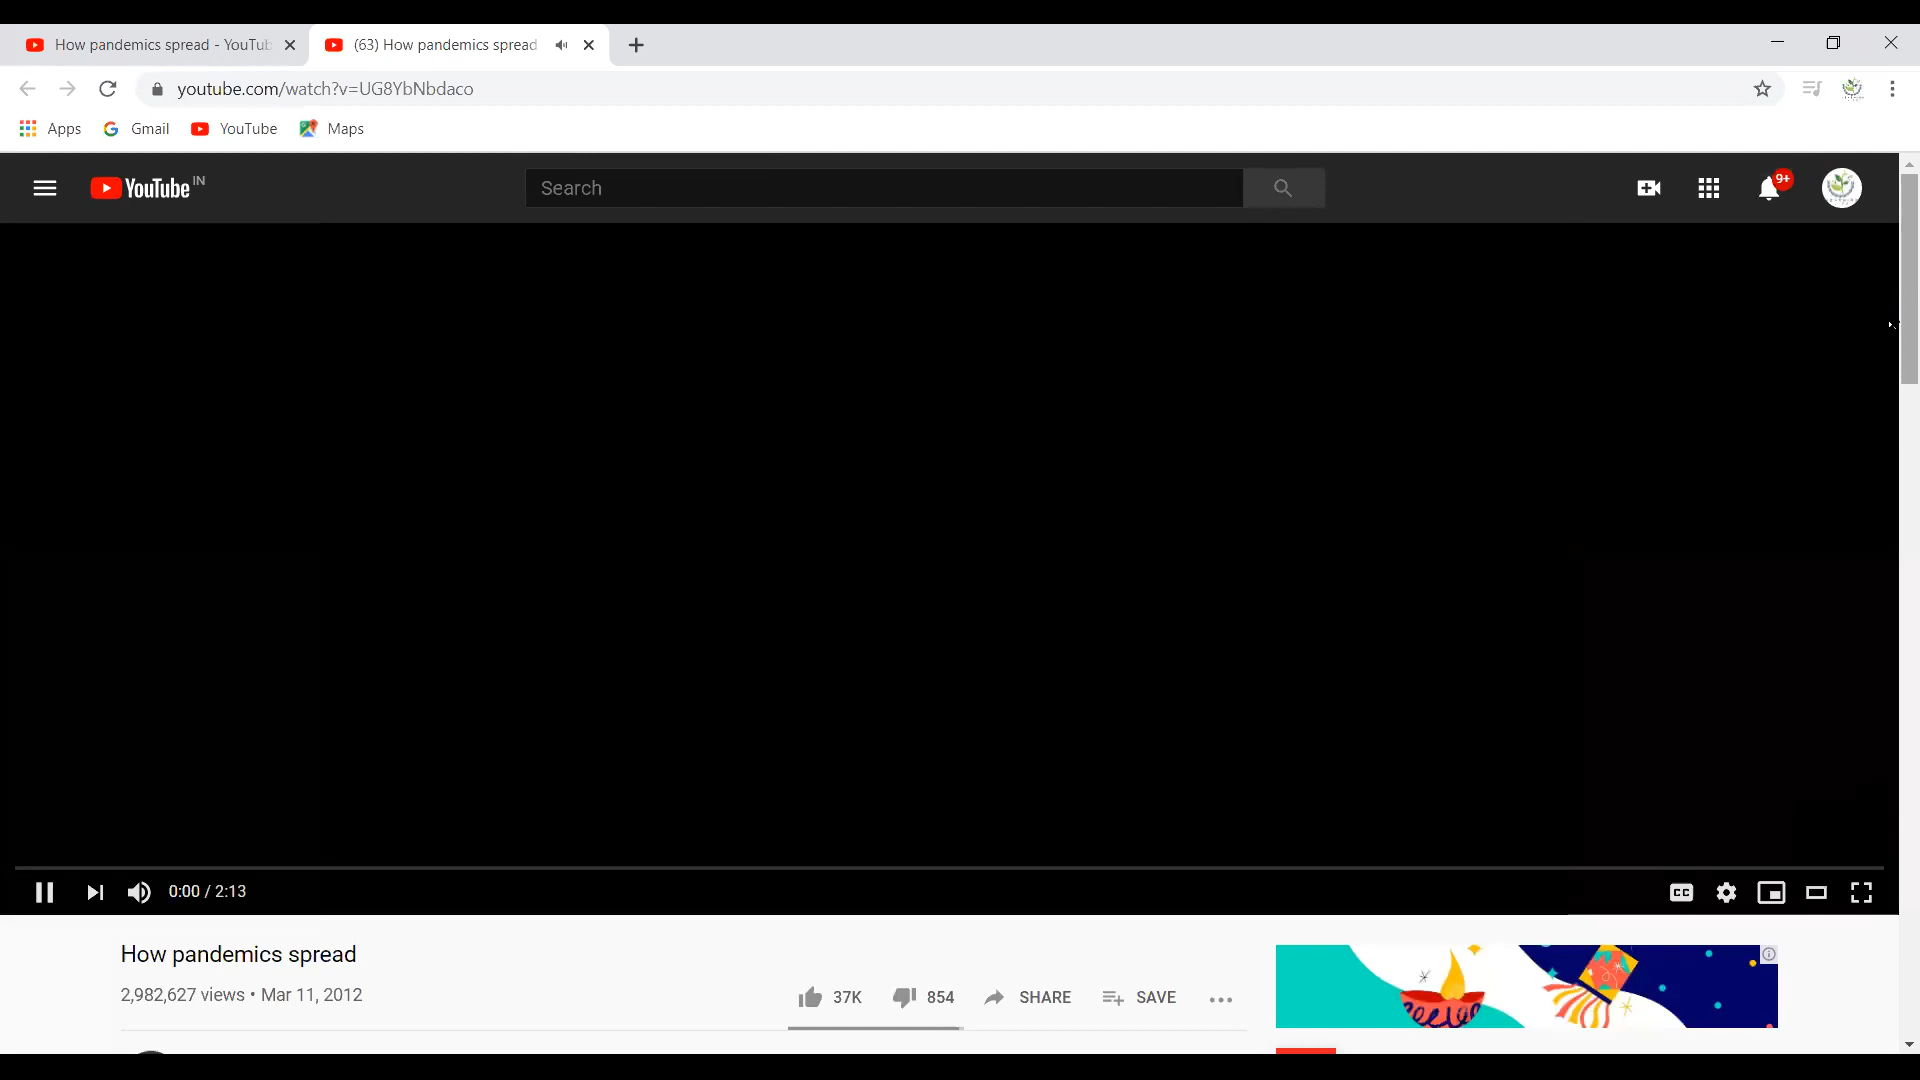 How pandemics spread - YouTub
(63) How pandemics spread
youtube.com/watch?v=UG8YbNbdaco
Apps
Gmail
YouTube
Maps
YouTube IN
Search
9+
0:00 / 2:13
CC
How pandemics spread
2,982,627 views • Mar 11, 2012
37K
854
SHARE
SAVE